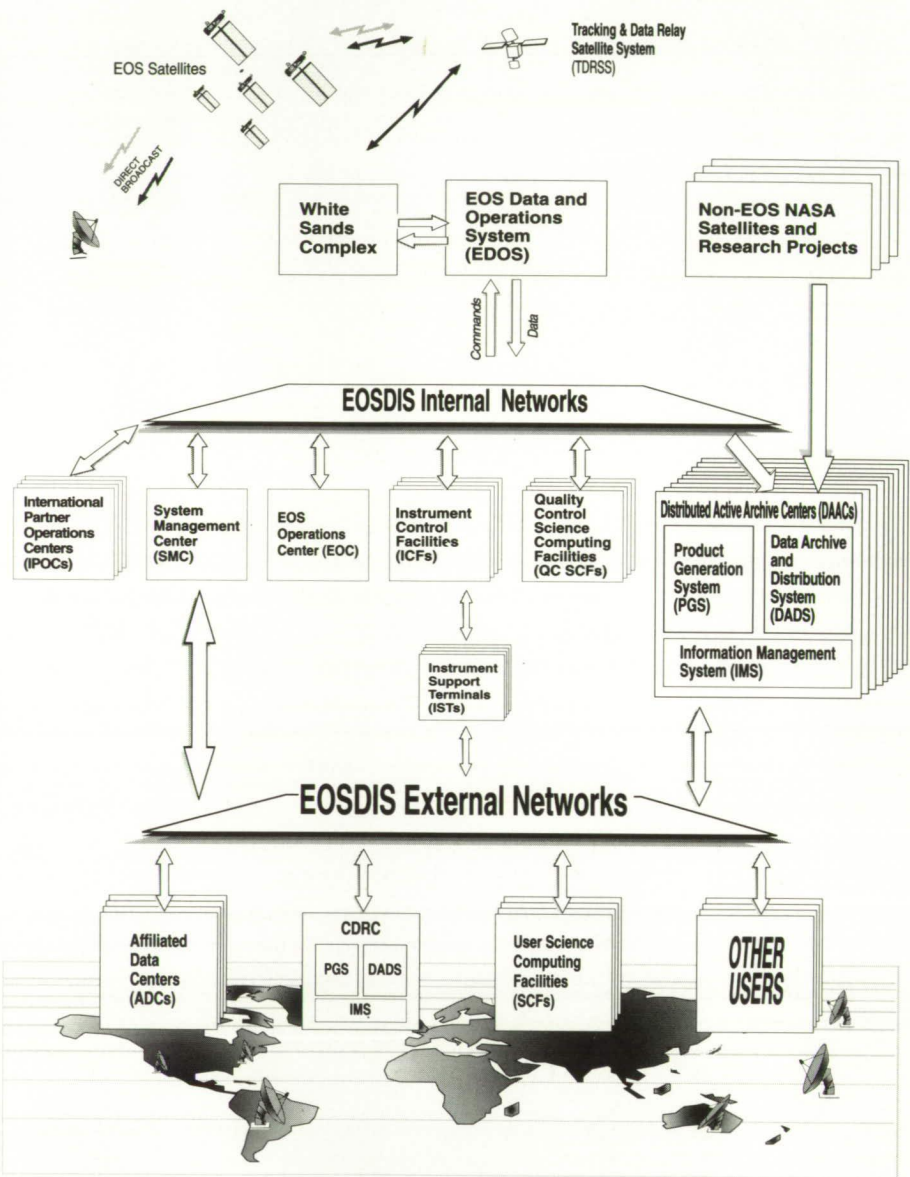 Tracking & Data Relay
Satellite System
(TDRSS)
EOS Satellites
DIRECT
BROADCAST
White
Sands
Complex
EOS Data and
Operations
System
(EDOS)
Non-EOS NASA
Satellites and
Research Projects
Commands
Data
EOSDIS Internal Networks
International
Partner
Operations
Centers
(IPOCs)
System
Management
Center
(SMC)
EOS
Operations
Center (EOC)
Instrument
Control
Facilities
(ICFs)
Quality
Control
Science
Computing
Facilities
(QC SCFs)
Distributed Active Archive Centers (DAACs)
Product
Generation
System
(PGS)
Data Archive
and
Distribution
System
(DADS)
Information Management
System (IMS)
Instrument
Support
Terminals
(ISTs)
EOSDIS External Networks
Affiliated
Data
Centers
(ADCs)
CDRC
PGS
DADS
IMS
User Science
Computing
Facilities
(SCFs)
OTHER
USERS